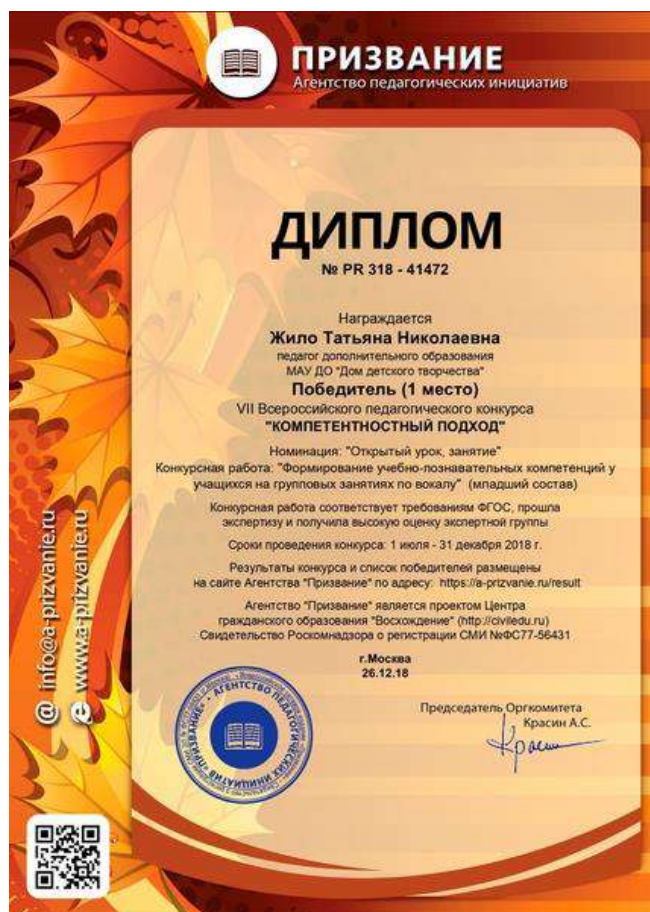 ПРИЗВАНИЕ
Агентство педагогических инициатив
ДИПЛОМ
№ PR 318 - 41472
Награждается
Жило Татьяна Николаевна
педагог дополнительного образования
МАУ ДО "Дом детского творчества"
Победитель (1 место)
VII Всероссийского педагогического конкурса
"КОМПЕТЕНТНОСТНЫЙ ПОДХОД"
Номинация: "Открытый урок, занятие"
Конкурсная работа: "Формирование учебно-познавательных компетенций у
учащихся на групповых занятиях по вокалу" (младший состав)
Конкурсная работа соответствует требованиям ФГОС, прошла
экспертизу и получила высокую оценку экспертной группы
Сроки проведения конкурса: 1 июля - 31 декабря 2018 г.
Результаты конкурса и список победителей размещены
на сайте Агентства "Призвание" по адресу: https://a-prizvanie.ru/result
Агентство "Призвание" является проектом Центра
гражданского образования "Восхождение" (http://civiledu.ru)
Свидетельство Роскомнадзора о регистрации СМИ №ФС77-56431
г.Москва
26.12.18
Председатель Оргкомитета
Красин А.С.
Красин
АГЕНТСТВО ПЕДАГОГИЧЕСКИХ ИНИЦИАТИВ «ПРИЗВАНИЕ»
@ info@a-prizvanie.ru
www.a-prizvanie.ru